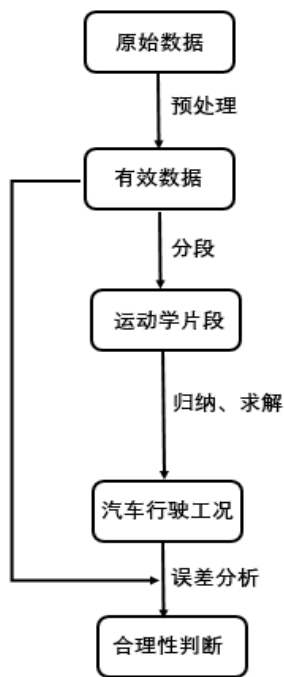 原始数据
预处理
有效数据
分段
运动学片段
归纳、求解
汽车行驶工况
误差分析
合理性判断